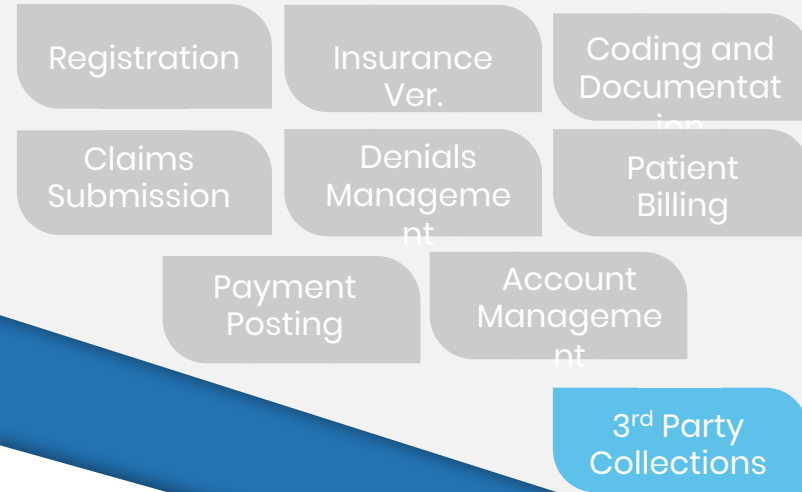 Registration
Insurance
Ver.
Coding and
Documentat
ion
Claims
Submission
Denials
Manageme
nt
Patient
Billing
Payment
Posting
Account
Manageme
nt
3rd Party
Collections